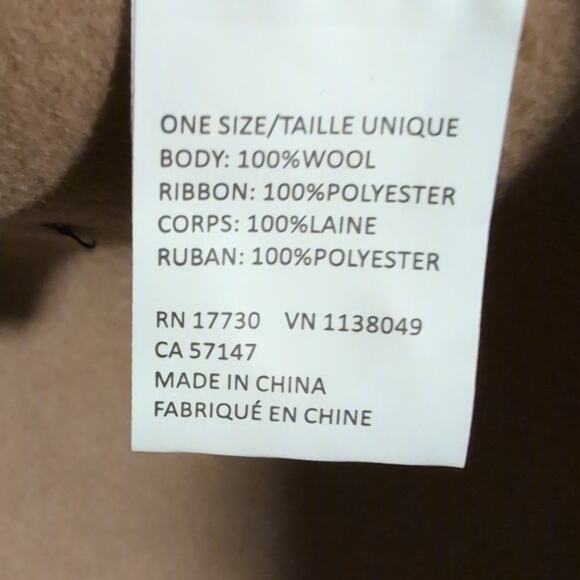 ONE SIZE/TAILLE UNIQUE
BODY: 100%WOOL
RIBBON: 100%POLYESTER
CORPS: 100%LAINE
RUBAN: 100%POLYESTER
RN 17730 VN 1138049
CA 57147
MADE IN CHINA
FABRIQUÉ EN CHINE